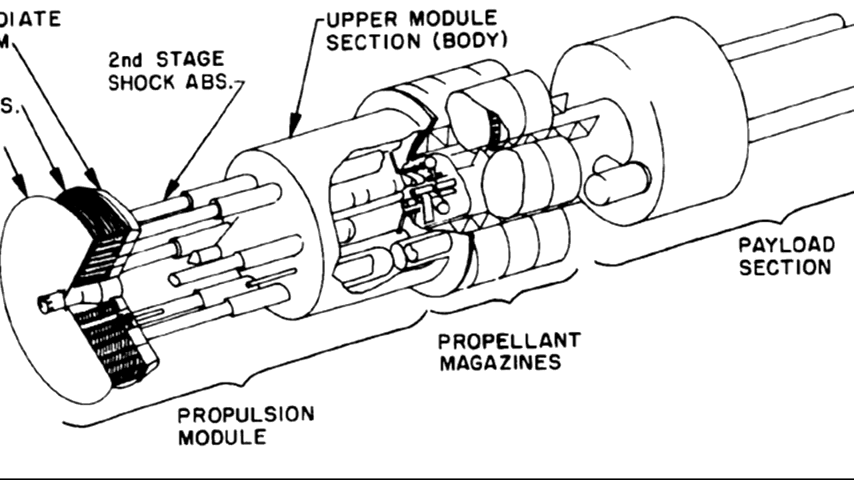 DIATE
M
S.
2nd STAGE
SHOCK ABS.
UPPER MODULE
SECTION (BODY)
PAYLOAD
SECTION
PROPELLANT
MAGAZINES
PROPULSION
MODULE